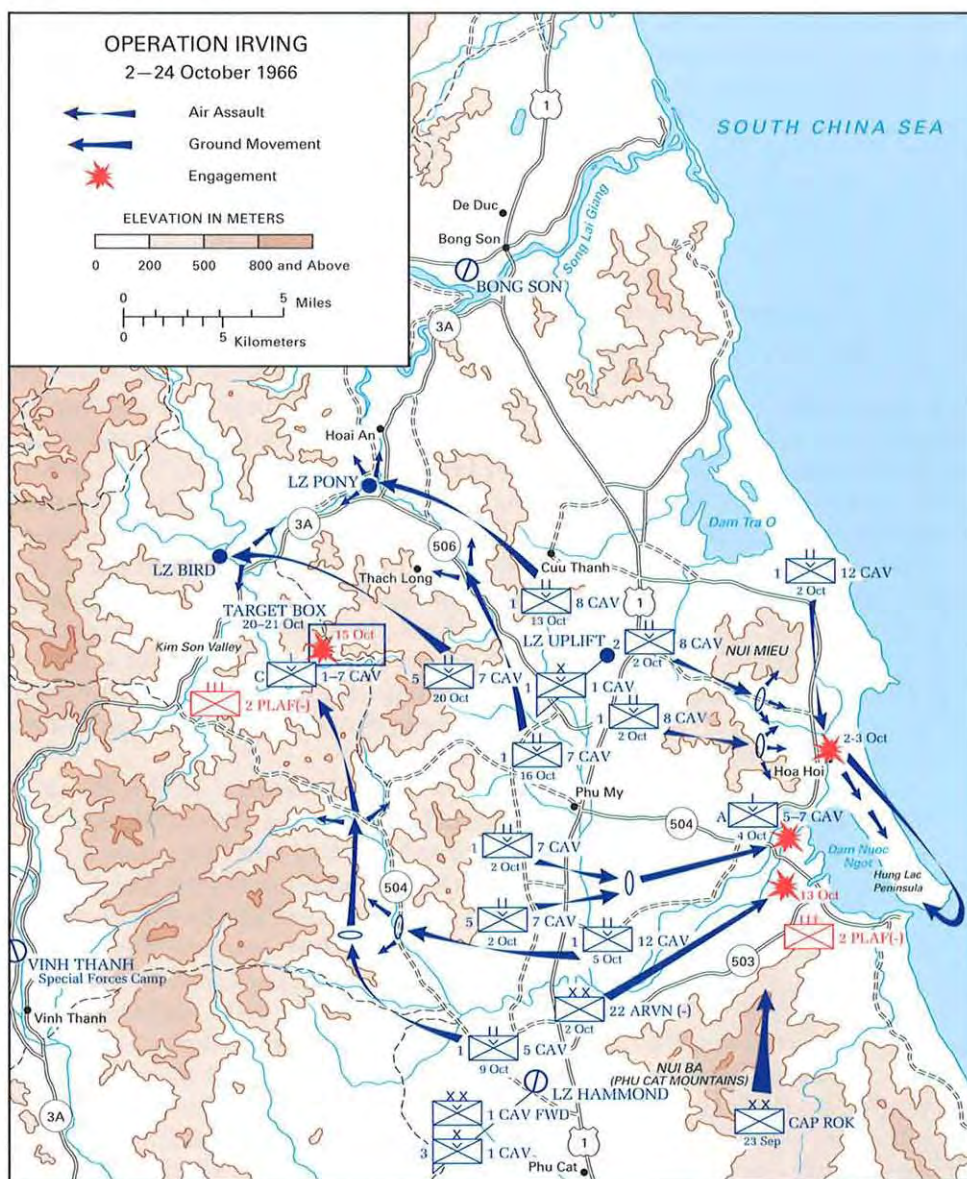 OPERATION IRVING
2—24 October 1966
Air Assault
Ground Movement
Engagement
ELEVATION IN METERS
0 200 500 800 and Above
0 5 Miles
0 5 Kilometers
1
SOUTH CHINA SEA
De Duc
Bong Son
BONG SON
Song Lai Giang
3A
Hoai An
LZ PONY
3A
506
Dam Tra O
LZ BIRD
Thach Long
Cuu Thanh
1 12 CAV
2 Oct
1 8 CAV
13 Oct
1
TARGET BOX
20–21 Oct
15 Oct
Kim Son Valley
C 1–7 CAV
5 7 CAV
20 Oct
LZ UPLIFT
2 8 CAV
2 Oct
NUI MIEU
X
1 1 CAV
2 PLAF(-)
1 8 CAV
2 Oct
2-3 Oct
1 7 CAV
16 Oct
Hoa Hoi
Phu My
504
A 5–7 CAV
4 Oct
Dam Nuoc
Ngot
Hung Lac
Peninsula
1 7 CAV
2 Oct
504
13 Oct
5 7 CAV
2 Oct
1 12 CAV
5 Oct
2 PLAF(-)
503
VINH THANH
Special Forces Camp
Vinh Thanh
XX
22 ARVN (-)
2 Oct
1 5 CAV
9 Oct
NUI BA
(PHU CAT MOUNTAINS)
LZ HAMMOND
XX
1 CAV FWD
X
3 1 CAV
3A
XX
CAP ROK
23 Sep
1
Phu Cat